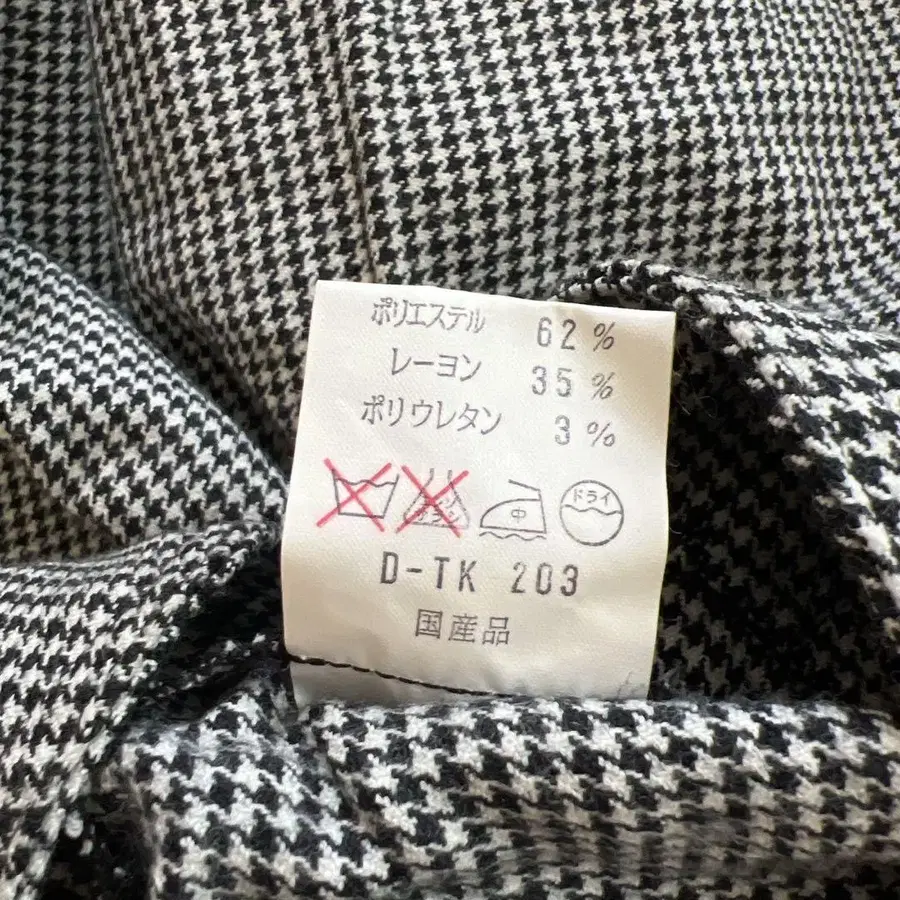 ポリエステル 62%
レーヨン 35%
ポリウレタン 3%
中 ドライ
D-TK 203
国産品